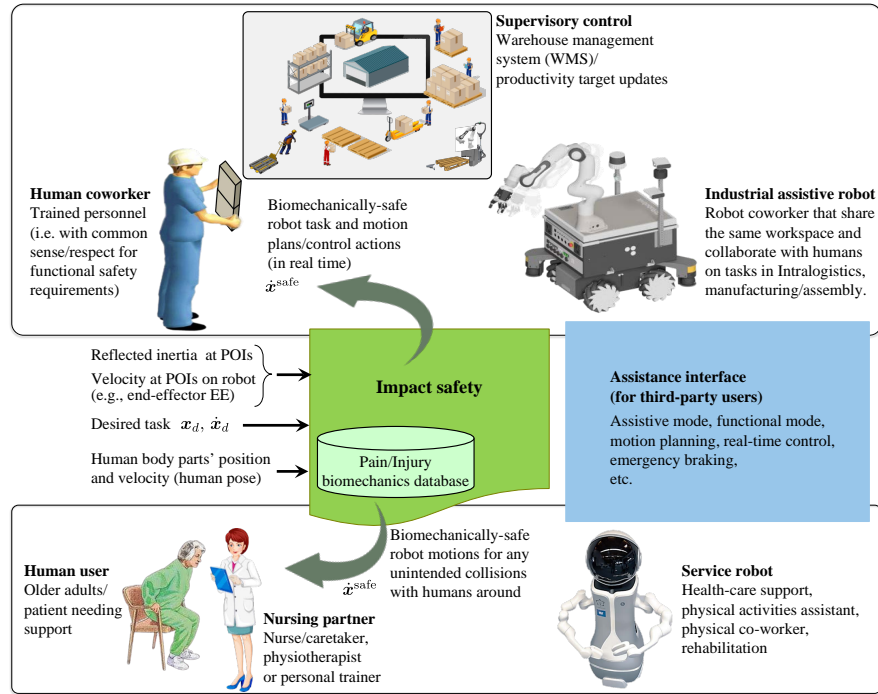 Supervisory control
Warehouse management
system (WMS)/
productivity target updates
Human coworker
Trained personnel
(i.e. with common
sense/respect for
functional safety
requirements)
Biomechanically-safe
robot task and motion
plans/control actions
(in real time)
ẋ^safe
Industrial assistive robot
Robot coworker that share
the same workspace and
collaborate with humans
on tasks in Intralogistics,
manufacturing/assembly.
Reflected inertia at POIs
Velocity at POIs on robot
(e.g., end-effector EE)
Desired task x_d, ẋ_d
Human body parts' position
and velocity (human pose)
Impact safety
Pain/Injury
biomechanics database
Assistance interface
(for third-party users)
Assistive mode, functional mode,
motion planning, real-time control,
emergency braking,
etc.
Human user
Older adults/
patient needing
support
Nursing partner
Nurse/caretaker,
physiotherapist
or personal trainer
ẋ^safe
Biomechanically-safe
robot motions for any
unintended collisions
with humans around
Service robot
Health-care support,
physical activities assistant,
physical co-worker,
rehabilitation